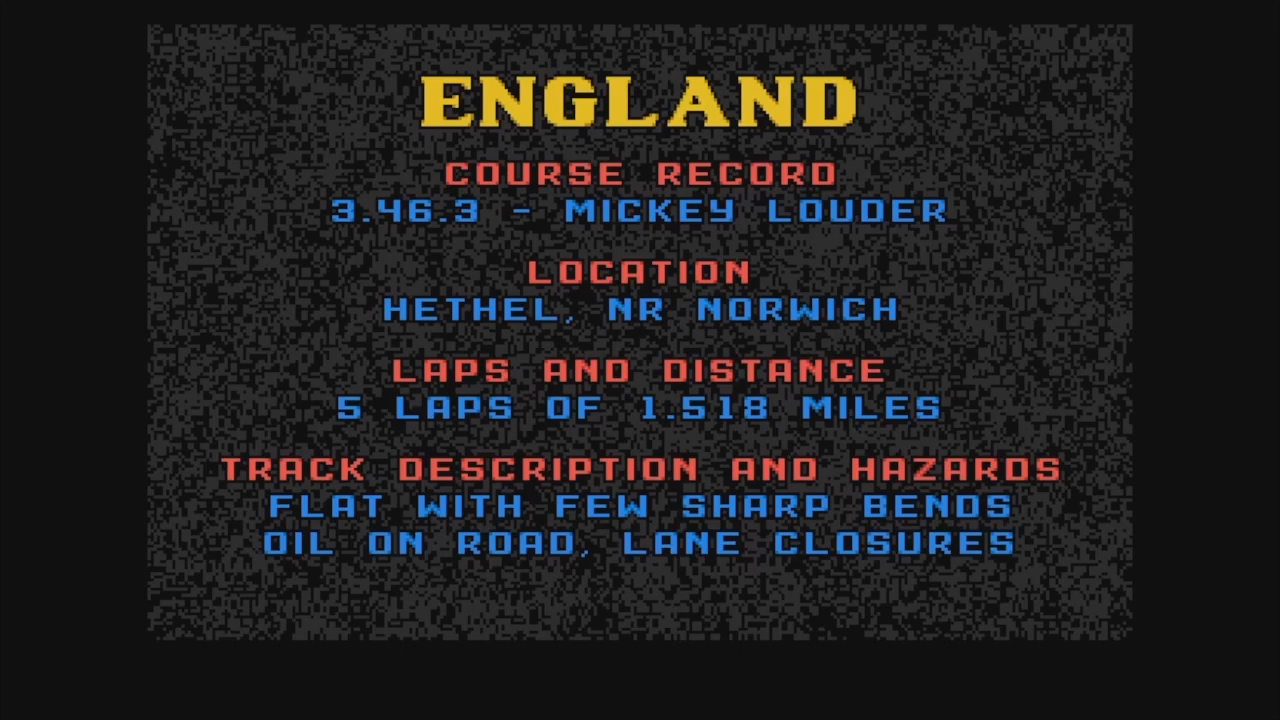 ENGLAND
COURSE RECORD
3.46.3 - MICKEY LOUDER
LOCATION
HETHEL, NR NORWICH
LAPS AND DISTANCE
5 LAPS OF 1.518 MILES
TRACK DESCRIPTION AND HAZARDS
FLAT WITH FEW SHARP BENDS
OIL ON ROAD, LANE CLOSURES